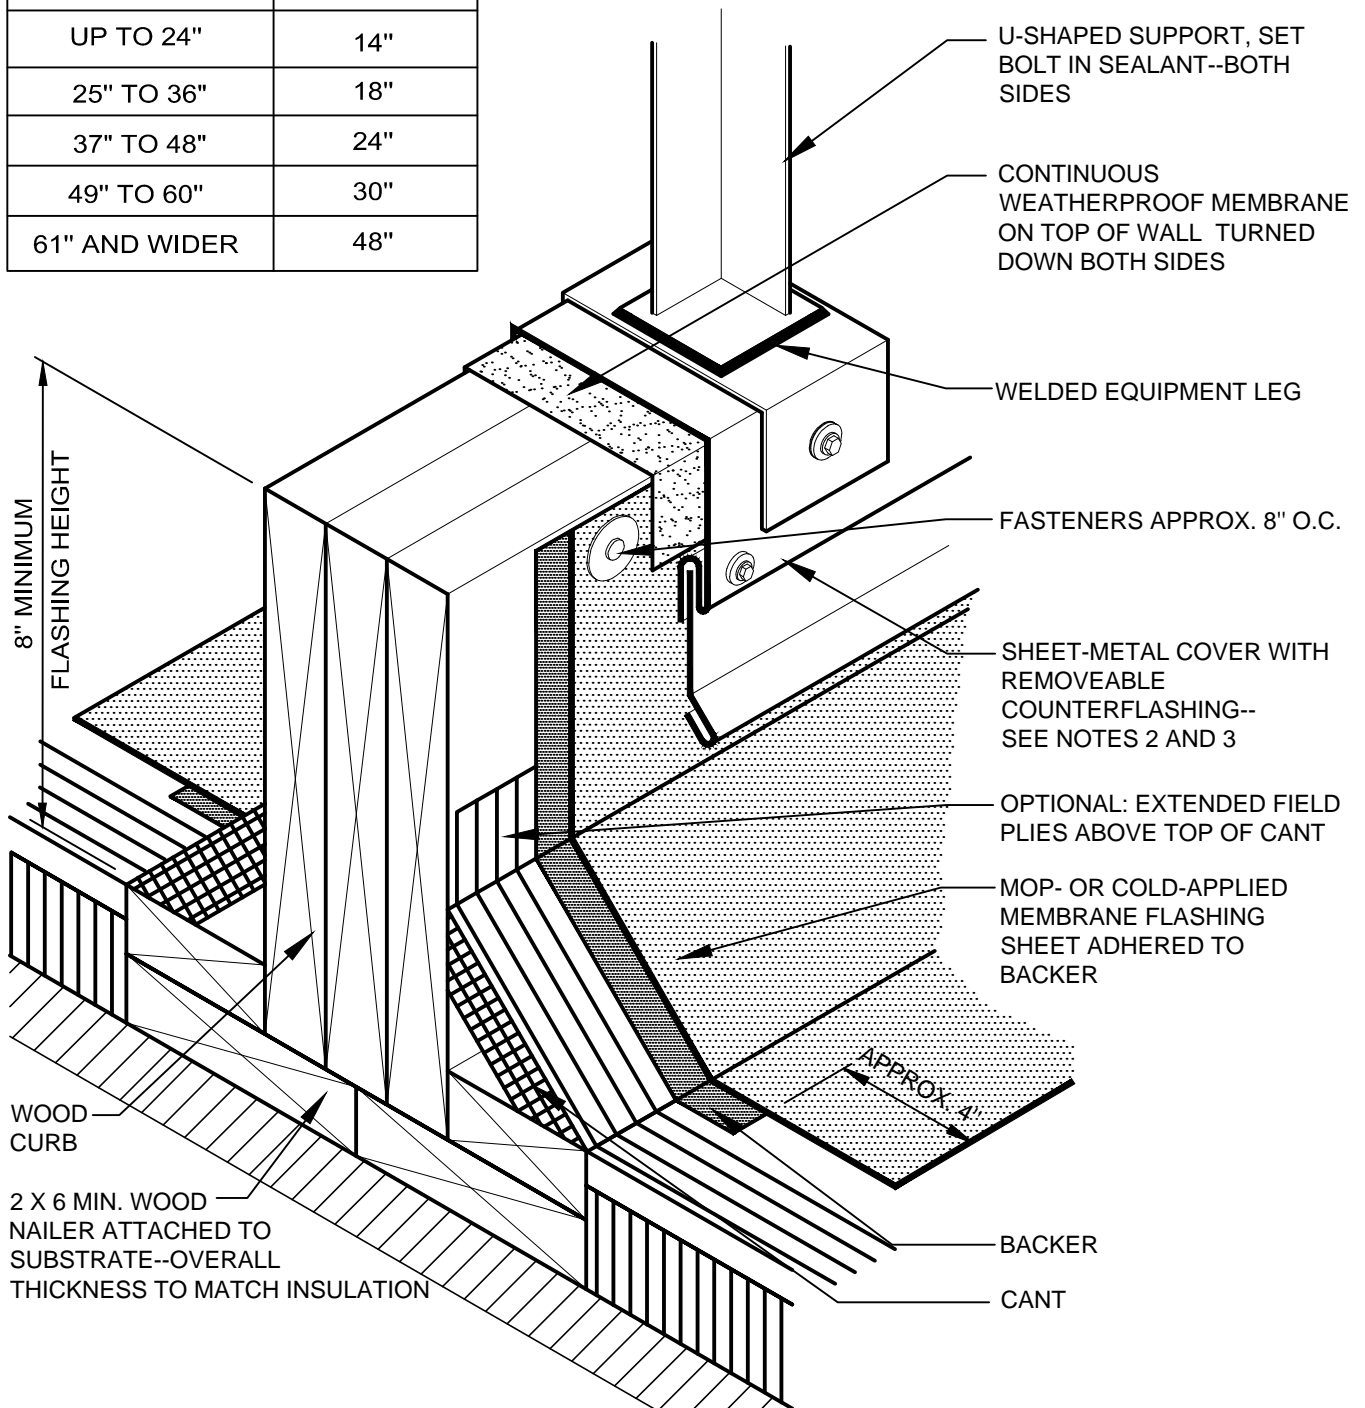 UP TO 24" 14"
25" TO 36" 18"
37" TO 48" 24"
49" TO 60" 30"
61" AND WIDER 48"
U-SHAPED SUPPORT, SET
BOLT IN SEALANT--BOTH
SIDES
CONTINUOUS
WEATHERPROOF MEMBRANE
ON TOP OF WALL TURNED
DOWN BOTH SIDES
WELDED EQUIPMENT LEG
FASTENERS APPROX. 8" O.C.
8" MINIMUM
FLASHING HEIGHT
SHEET-METAL COVER WITH
REMOVEABLE
COUNTERFLASHING--
SEE NOTES 2 AND 3
OPTIONAL: EXTENDED FIELD
PLIES ABOVE TOP OF CANT
MOP- OR COLD-APPLIED
MEMBRANE FLASHING
SHEET ADHERED TO
BACKER
APPROX. 4"
WOOD
CURB
2 X 6 MIN. WOOD
NAILER ATTACHED TO
SUBSTRATE--OVERALL
THICKNESS TO MATCH INSULATION
BACKER
CANT